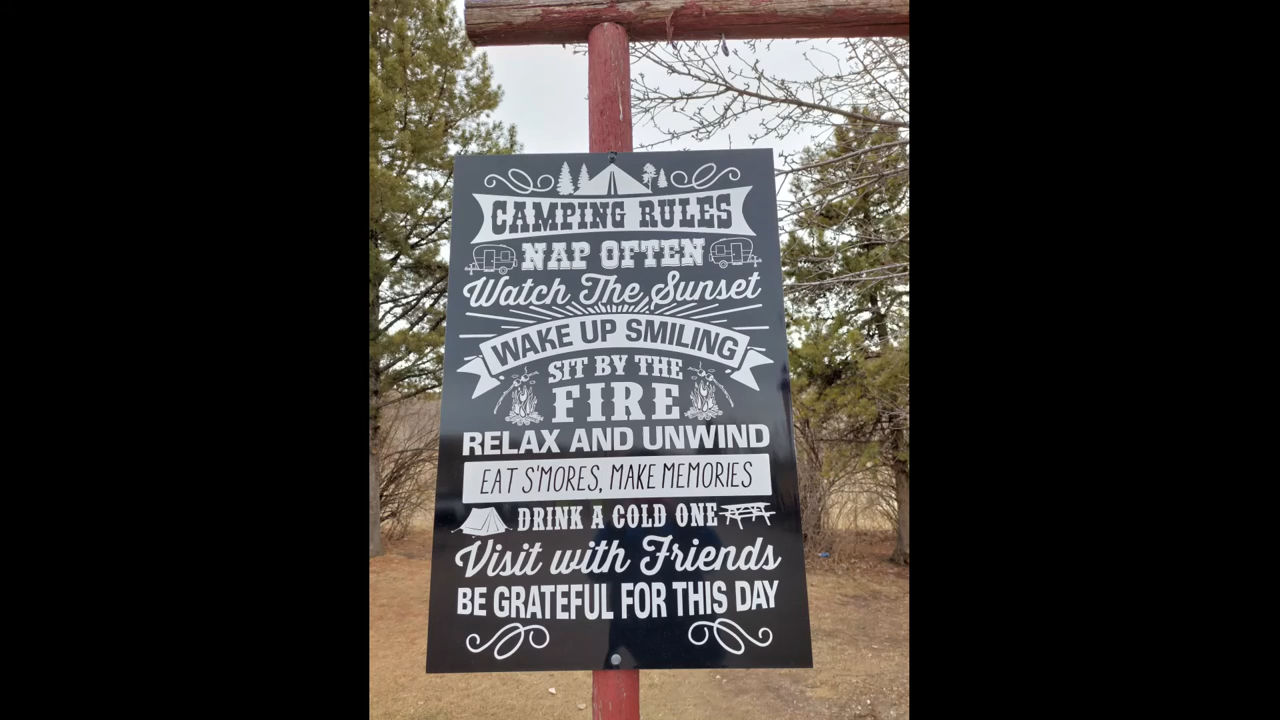 CAMPING RULES
NAP OFTEN
Watch The Sunset
WAKE UP SMILING
SIT BY THE
FIRE
RELAX AND UNWIND
EAT S'MORES, MAKE MEMORIES
DRINK A COLD ONE
Visit with Friends
BE GRATEFUL FOR THIS DAY